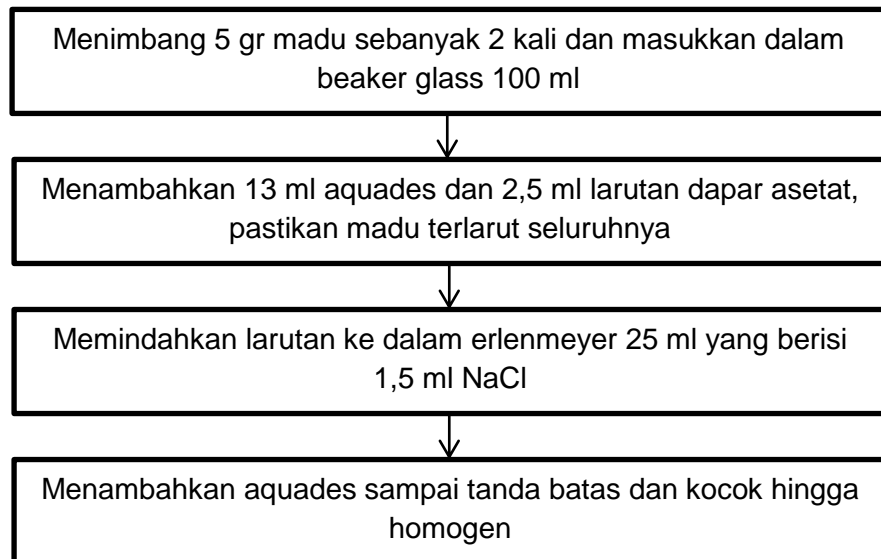 Menimbang 5 gr madu sebanyak 2 kali dan masukkan dalam
beaker glass 100 ml
Menambahkan 13 ml aquades dan 2,5 ml larutan dapar asetat,
pastikan madu terlarut seluruhnya
Memindahkan larutan ke dalam erlenmeyer 25 ml yang berisi
1,5 ml NaCl
Menambahkan aquades sampai tanda batas dan kocok hingga
homogen